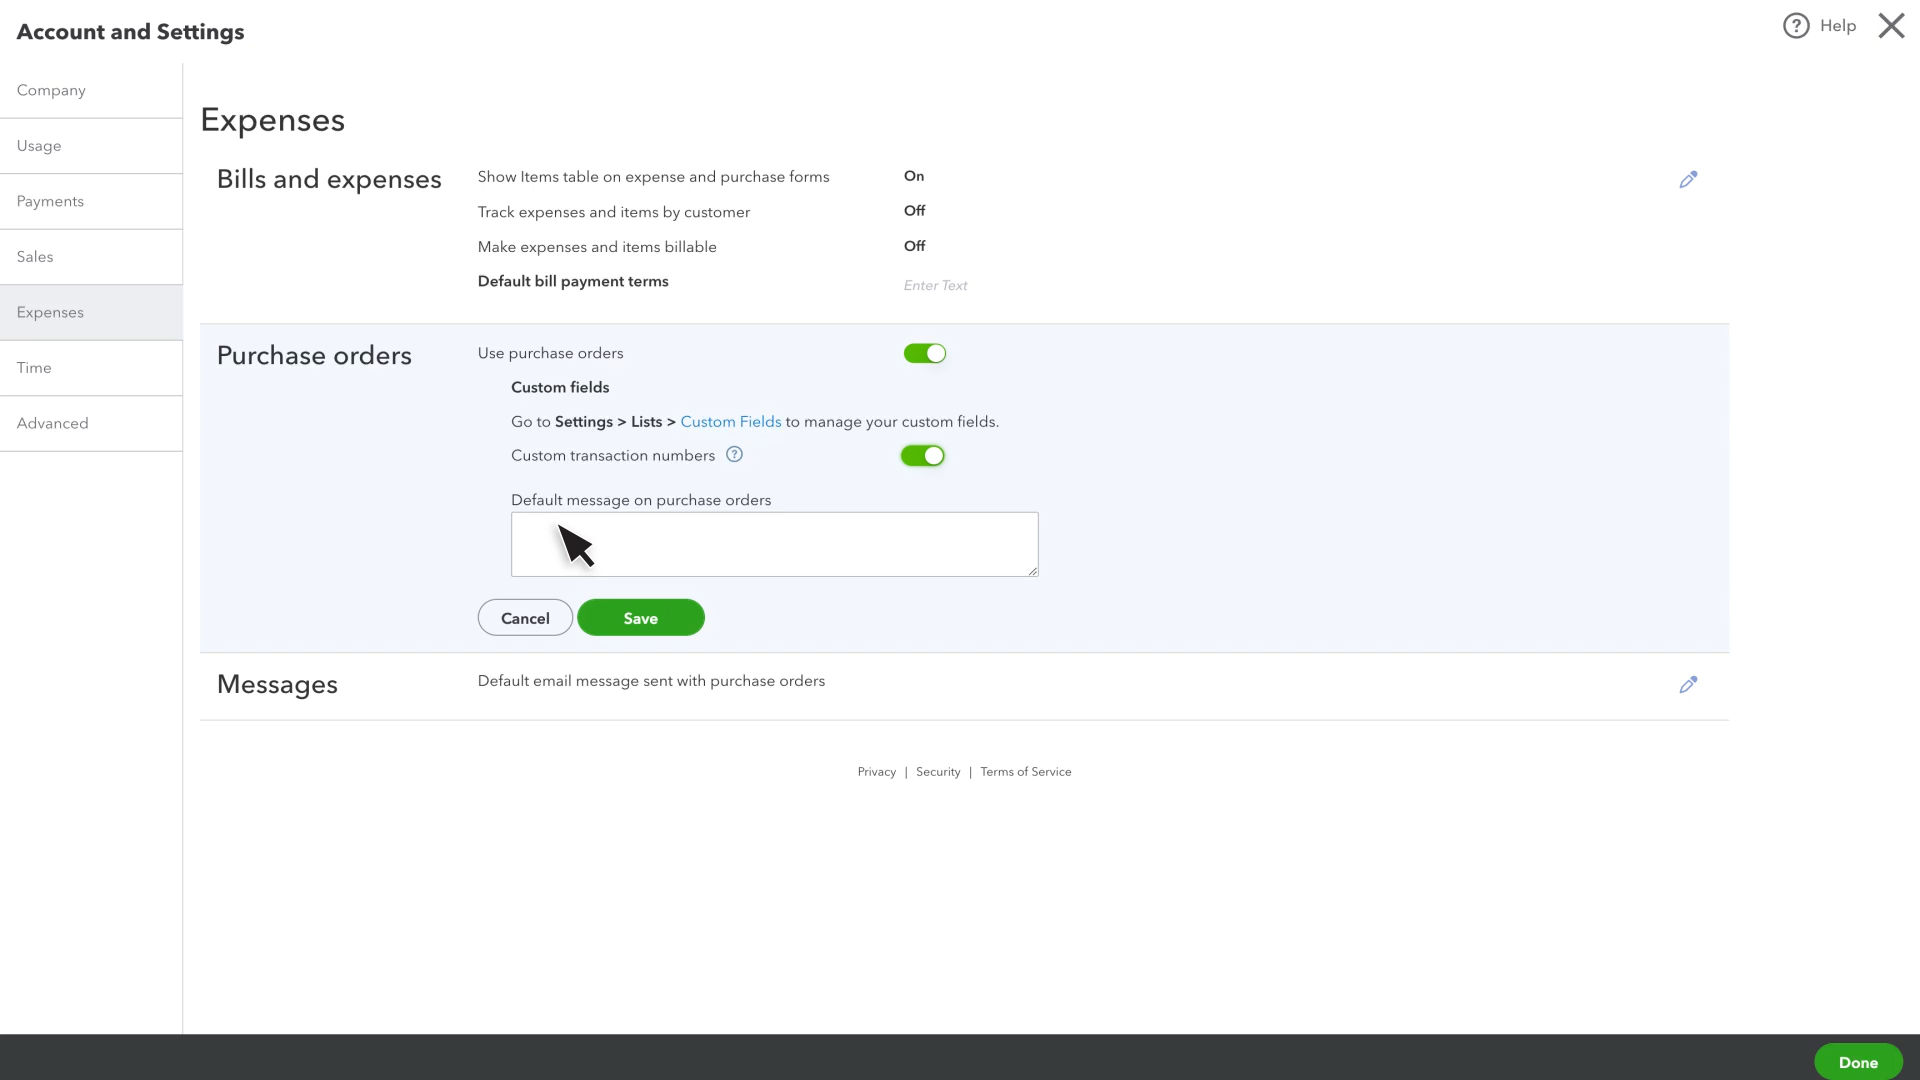 Account and Settings
Help
Company
Usage
Payments
Sales
Expenses
Time
Advanced
Expenses
Bills and expenses
Show Items table on expense and purchase forms On
Track expenses and items by customer Off
Make expenses and items billable Off
Default bill payment terms Enter Text
Purchase orders
Use purchase orders
Custom fields
Go to Settings > Lists > Custom Fields to manage your custom fields.
Custom transaction numbers ?
Default message on purchase orders
Cancel Save
Messages
Default email message sent with purchase orders
Privacy | Security | Terms of Service
Done